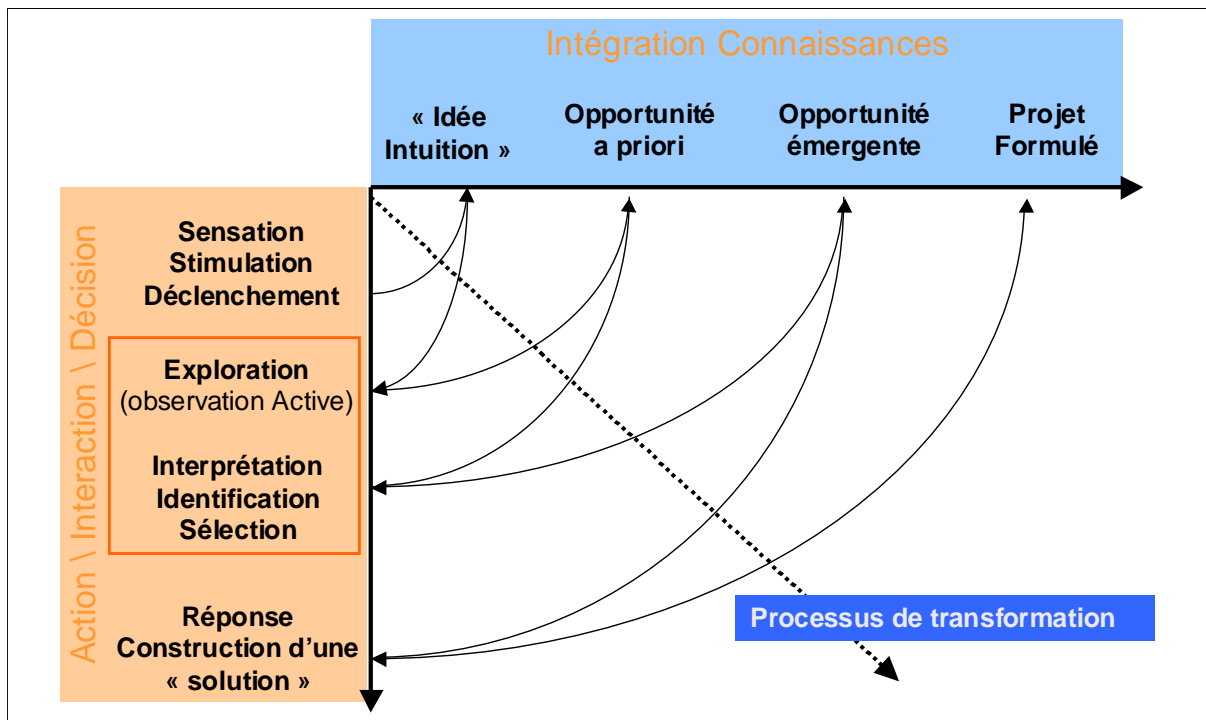 Intégration Connaissances
« Idée
Intuition »
Opportunité
a priori
Opportunité
émergente
Projet
Formulé
Action \ Interaction \ Décision
Sensation
Stimulation
Déclenchement
Exploration
(observation Active)
Interprétation
Identification
Sélection
Réponse
Construction d’une
« solution »
Processus de transformation